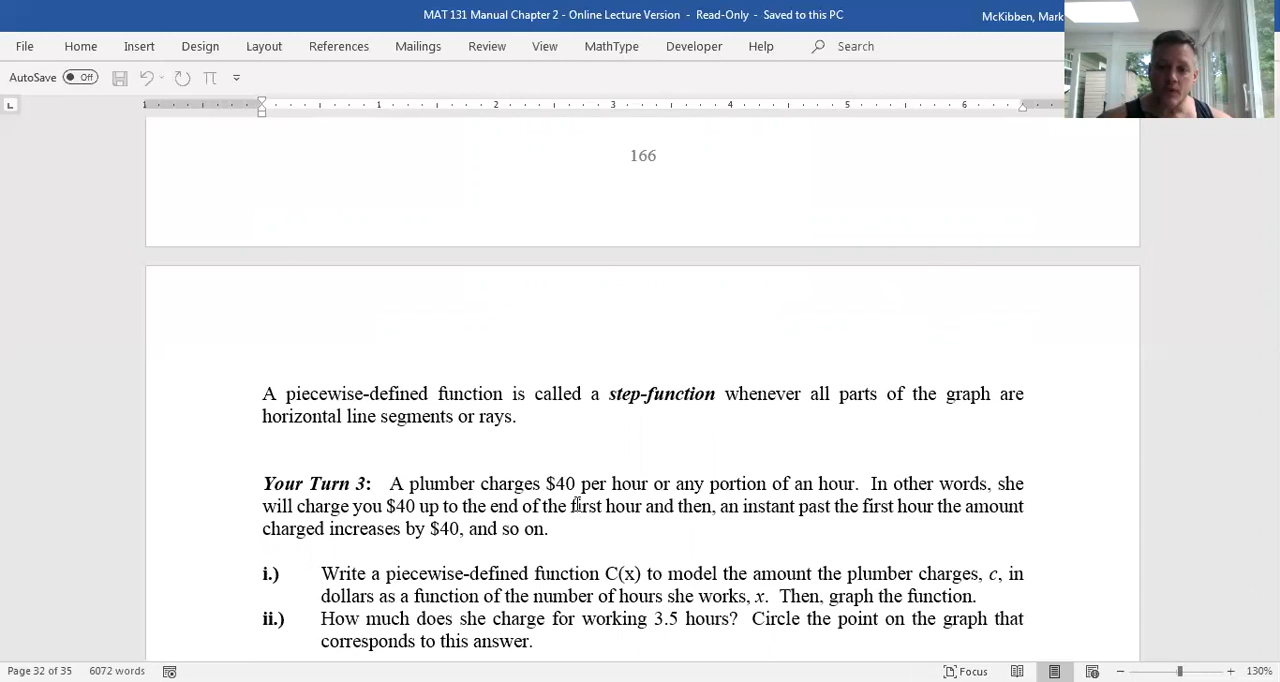 MAT 131 Manual Chapter 2 - Online Lecture Version - Read-Only - Saved to this PC
McKibben, Mark
File Home Insert Design Layout References Mailings Review View MathType Developer Help Search
AutoSave Off
1 1 2 3 4 5 6
166
A piecewise-defined function is called a step-function whenever all parts of the graph are
horizontal line segments or rays.
Your Turn 3: A plumber charges $40 per hour or any portion of an hour. In other words, she
will charge you $40 up to the end of the first hour and then, an instant past the first hour the amount
charged increases by $40, and so on.
i.) Write a piecewise-defined function C(x) to model the amount the plumber charges, c, in
dollars as a function of the number of hours she works, x. Then, graph the function.
ii.) How much does she charge for working 3.5 hours? Circle the point on the graph that
corresponds to this answer.
Page 32 of 35 6072 words Focus 130%